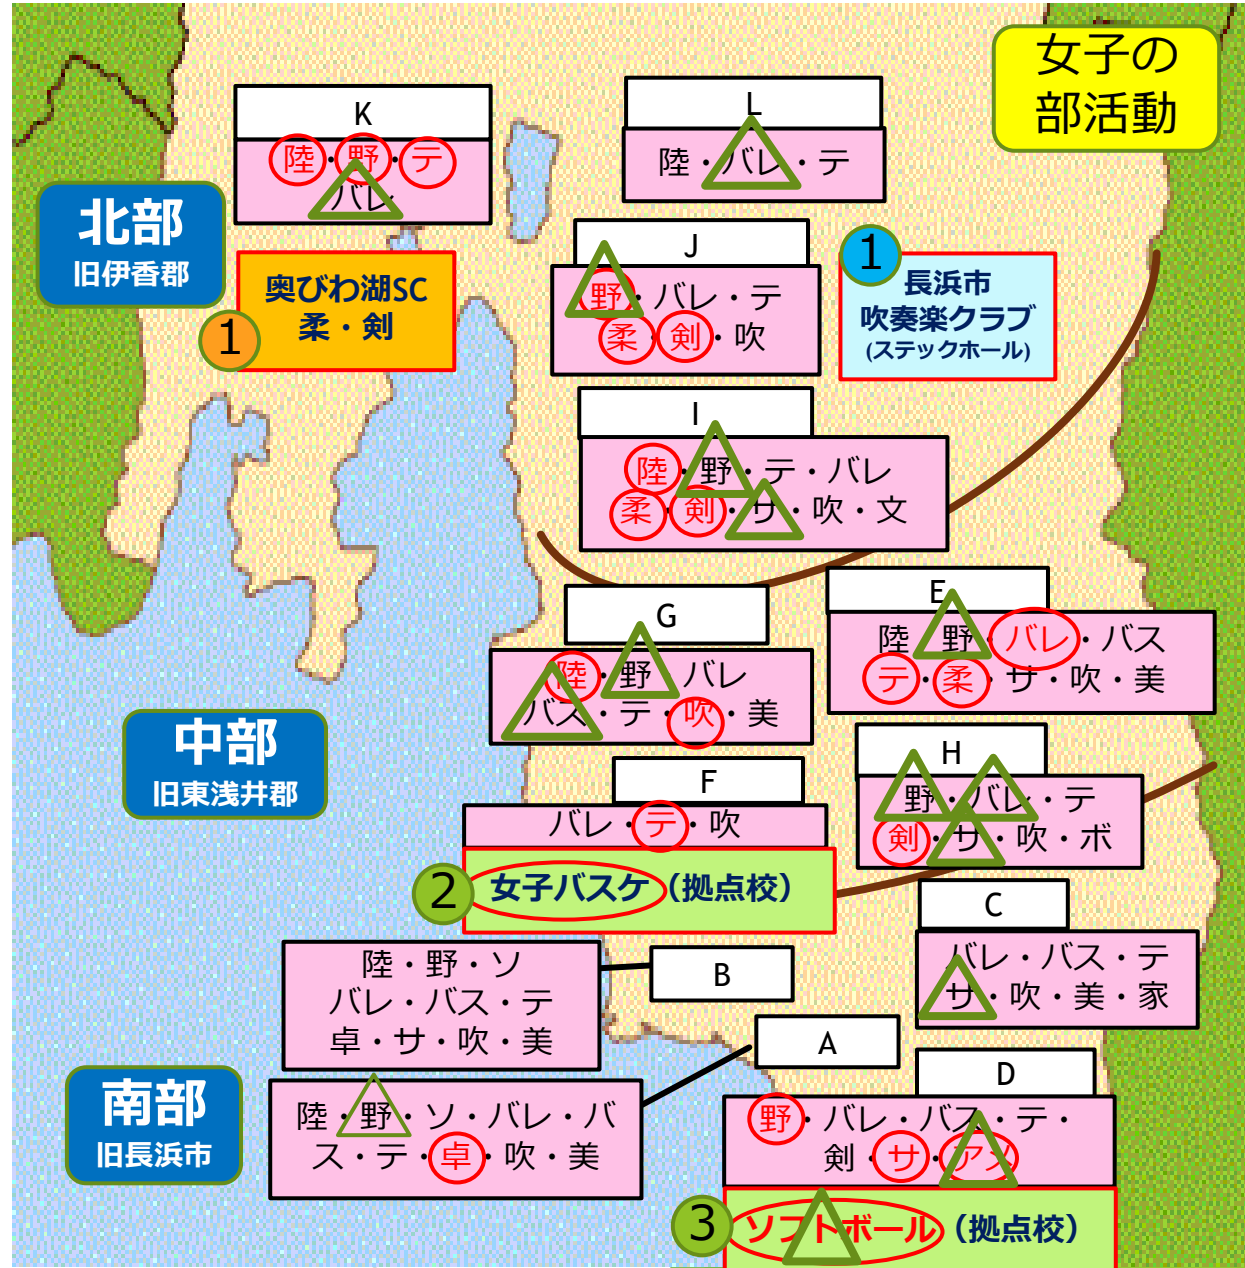 女子の
部活動
K
陸・野・テ
バレ
L
陸・バレ・テ
北部
旧伊香郡
1
奥びわ湖SC
柔・剣
J
野・バレ・テ
柔・剣・吹
1
長浜市
吹奏楽クラブ
(ステックホール)
I
陸・野・テ・バレ
柔・剣・サ・吹・文
G
陸・野・バレ
バス・テ・吹・美
E
陸・野・バレ・バス
テ・柔・サ・吹・美
中部
旧東浅井郡
H
野・バレ・テ
剣・サ・吹・ボ
F
バレ・テ・吹
2
女子バスケ（拠点校）
C
バレ・バス・テ
サ・吹・美・家
B
陸・野・ソ
バレ・バス・テ
卓・サ・吹・美
A
陸・野・ソ・バレ・バ
ス・テ・卓・吹・美
南部
旧長浜市
D
野・バレ・バス・テ・
剣・サ・アメ
3
ソフトボール（拠点校）